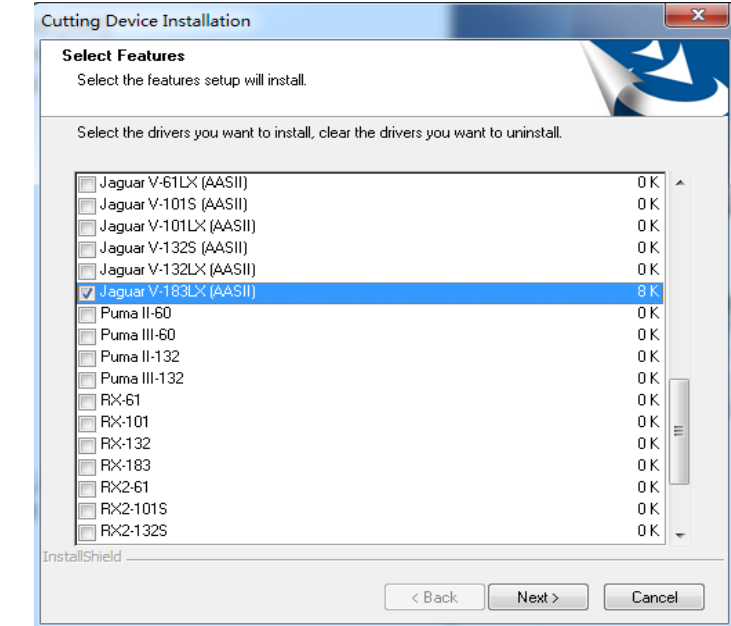 Cutting Device Installation
Select Features
Select the features setup will install.
Select the drivers you want to install, clear the drivers you want to uninstall.
Jaguar V-61LX (AASII) 0 K
Jaguar V-101S (AASII) 0 K
Jaguar V-101LX (AASII) 0 K
Jaguar V-132S (AASII) 0 K
Jaguar V-132LX (AASII) 0 K
Jaguar V-183LX (AASII) 8 K
Puma II-60 0 K
Puma III-60 0 K
Puma II-132 0 K
Puma III-132 0 K
RX-61 0 K
RX-101 0 K
RX-132 0 K
RX-183 0 K
RX2-61 0 K
RX2-101S 0 K
RX2-132S 0 K
InstallShield
< Back Next > Cancel